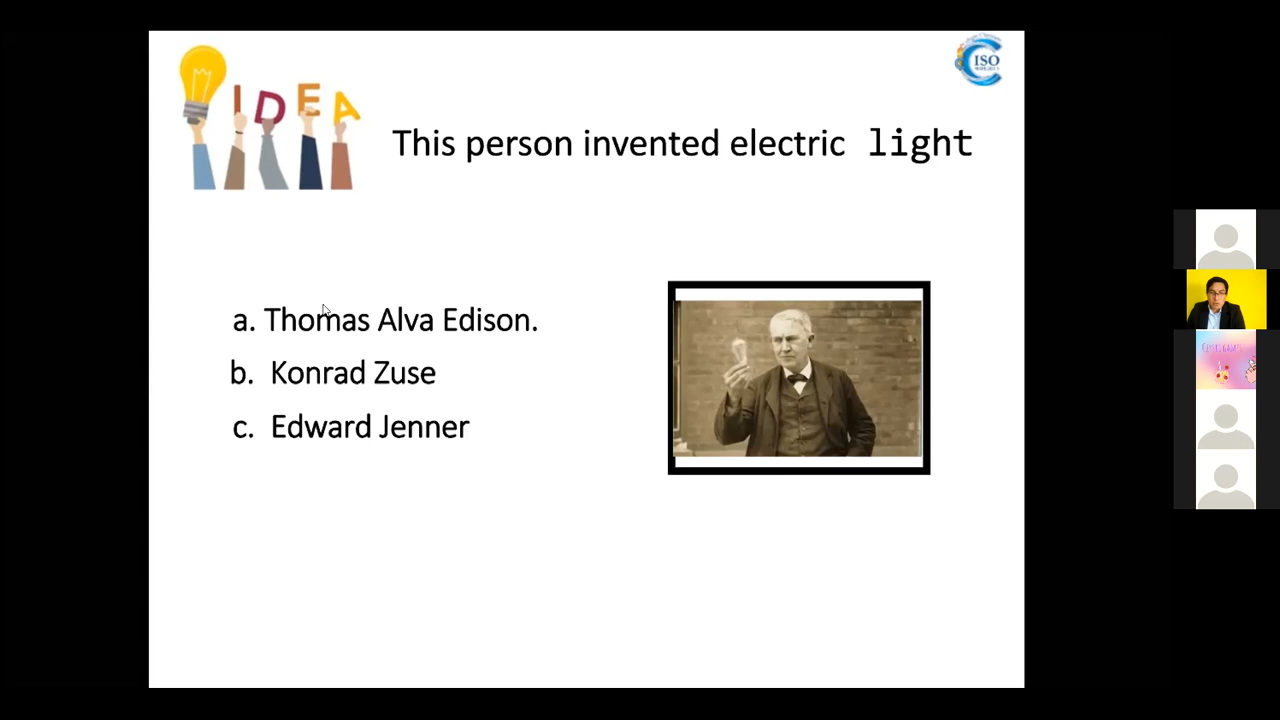 IDEA
ISO
This person invented electric light
a. Thomas Alva Edison.
b. Konrad Zuse
c. Edward Jenner